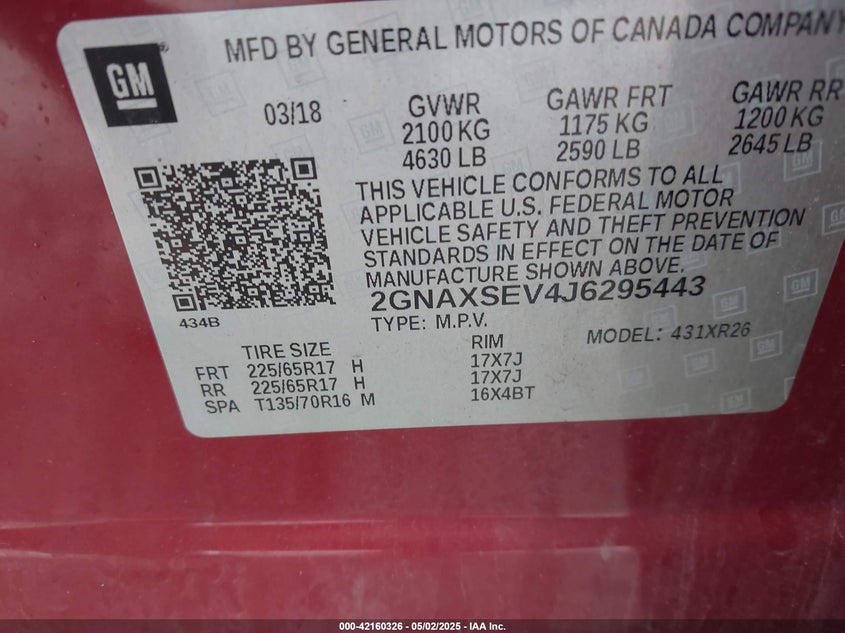 GM
MFD BY GENERAL MOTORS OF CANADA COMPANY
03/18
GVWR GAWR FRT GAWR RR
2100 KG 1175 KG 1200 KG
4630 LB 2590 LB 2645 LB
THIS VEHICLE CONFORMS TO ALL
APPLICABLE U.S. FEDERAL MOTOR
VEHICLE SAFETY AND THEFT PREVENTION
STANDARDS IN EFFECT ON THE DATE OF
MANUFACTURE SHOWN ABOVE.
2GNAXSEV4J6295443
434B
TYPE: M.P.V.
MODEL: 431XR26
TIRE SIZE RIM
FRT 225/65R17 H 17X7J
RR 225/65R17 H 17X7J
SPA T135/70R16 M 16X4BT
000-42160326 - 05/02/2025 - IAA Inc.